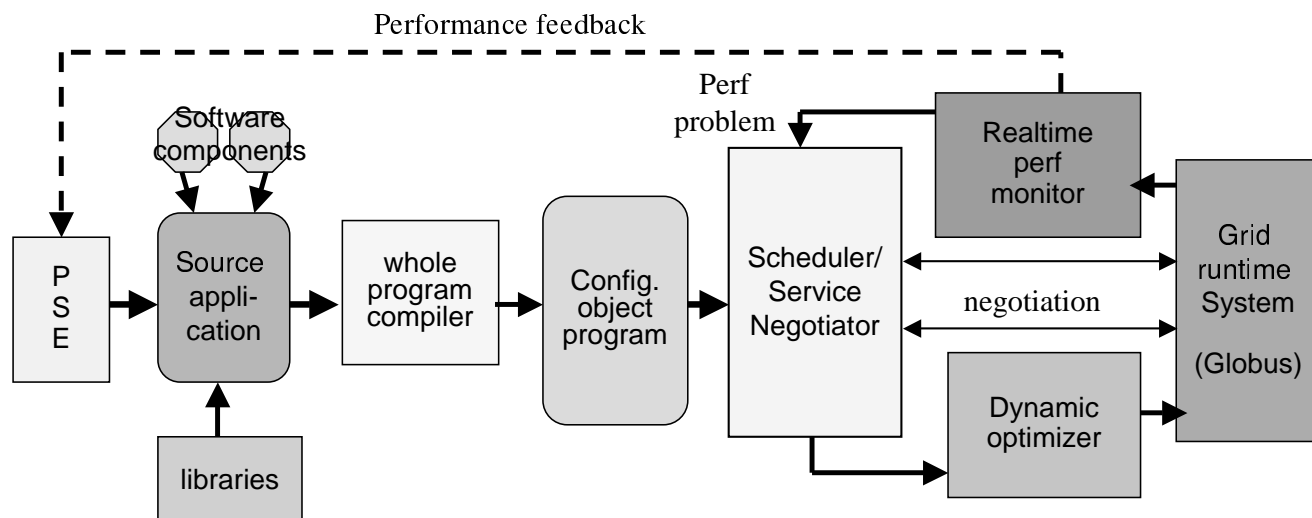 Performance feedback
Perf
problem
Software
components
Realtime
perf
monitor
P
S
E
Source
appli-
cation
whole
program
compiler
Config.
object
program
Scheduler/
Service
Negotiator
negotiation
Grid
runtime
System
(Globus)
Dynamic
optimizer
libraries